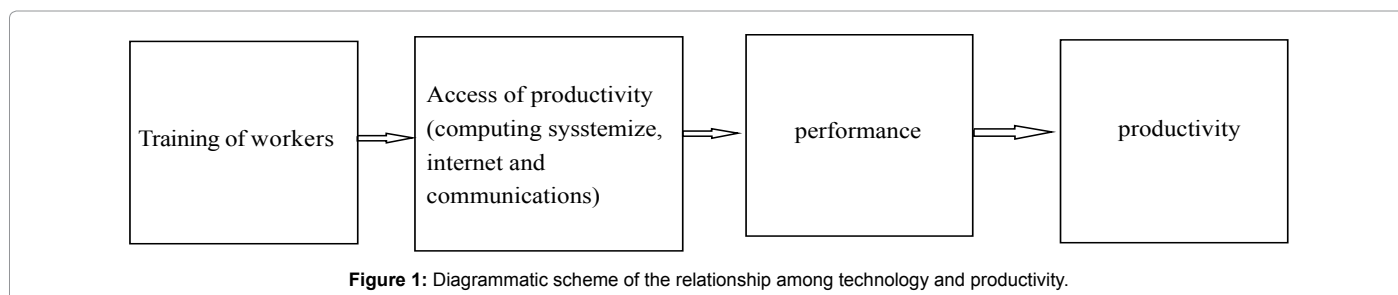 Training of workers
Access of productivity
(computing sysstemize,
internet and
communications)
performance
productivity
Figure 1: Diagrammatic scheme of the relationship among technology and productivity.